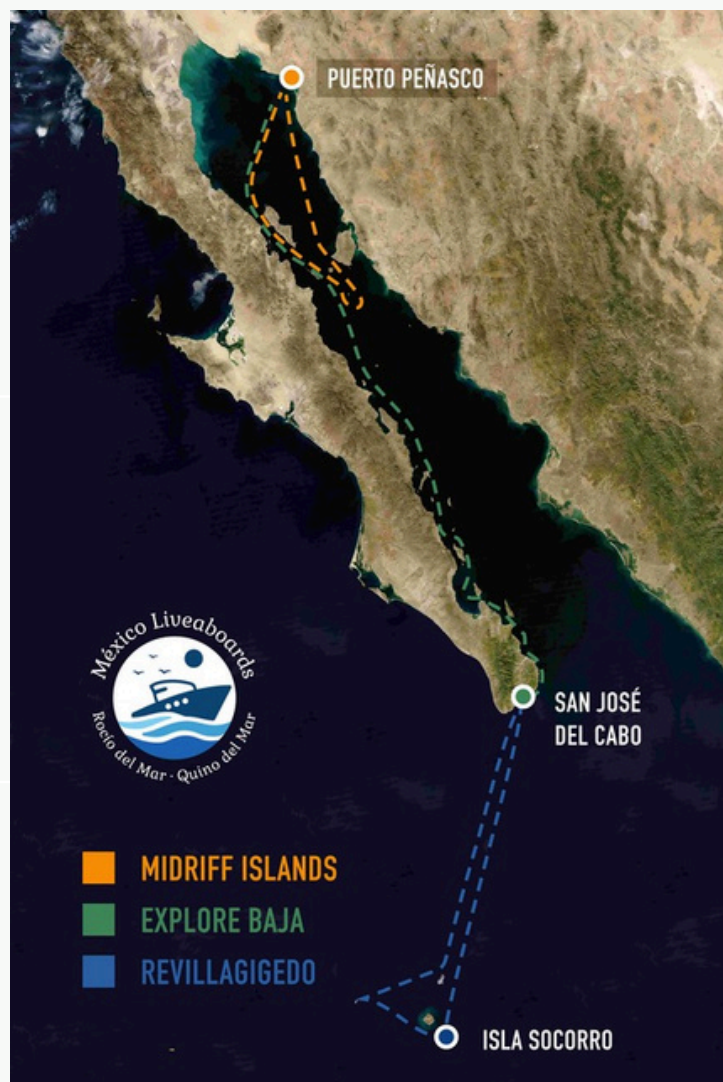 PUERTO PEÑASCO
SAN JOSÉ
DEL CABO
México Liveaboards
Rocío del Mar - Quino del Mar
MIDRIFF ISLANDS
EXPLORE BAJA
REVILLAGIGEDO
ISLA SOCORRO